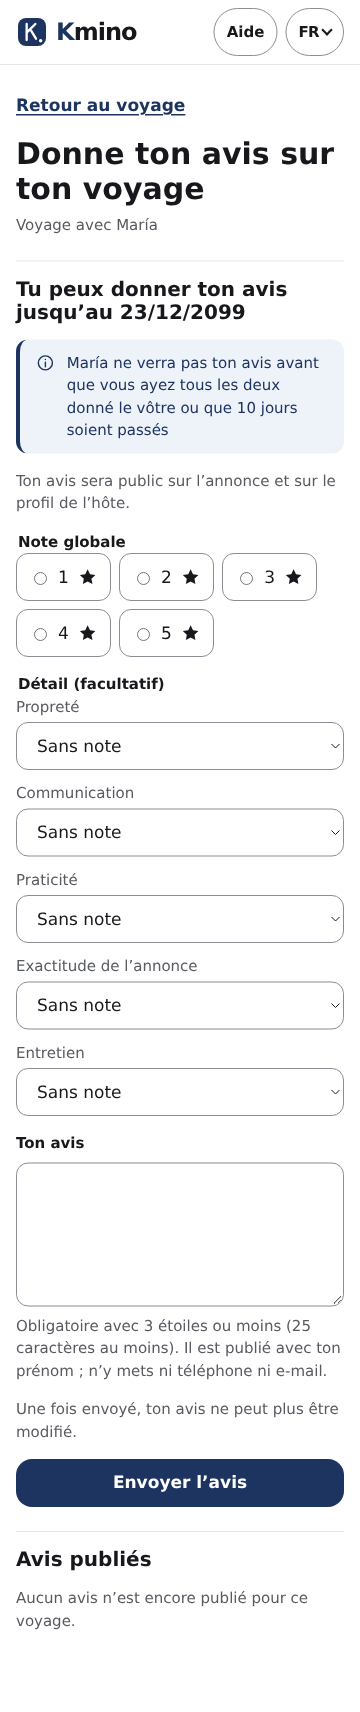 K. Kmino Aide FR
Retour au voyage
Donne ton avis sur
ton voyage
Voyage avec María
Tu peux donner ton avis
jusqu’au 23/12/2099
María ne verra pas ton avis avant
que vous ayez tous les deux
donné le vôtre ou que 10 jours
soient passés
Ton avis sera public sur l’annonce et sur le
profil de l’hôte.
Note globale
1 ★ 2 ★ 3 ★
4 ★ 5 ★
Détail (facultatif)
Propreté
Sans note
Communication
Sans note
Praticité
Sans note
Exactitude de l’annonce
Sans note
Entretien
Sans note
Ton avis
Obligatoire avec 3 étoiles ou moins (25
caractères au moins). Il est publié avec ton
prénom ; n’y mets ni téléphone ni e-mail.
Une fois envoyé, ton avis ne peut plus être
modifié.
Envoyer l’avis
Avis publiés
Aucun avis n’est encore publié pour ce
voyage.